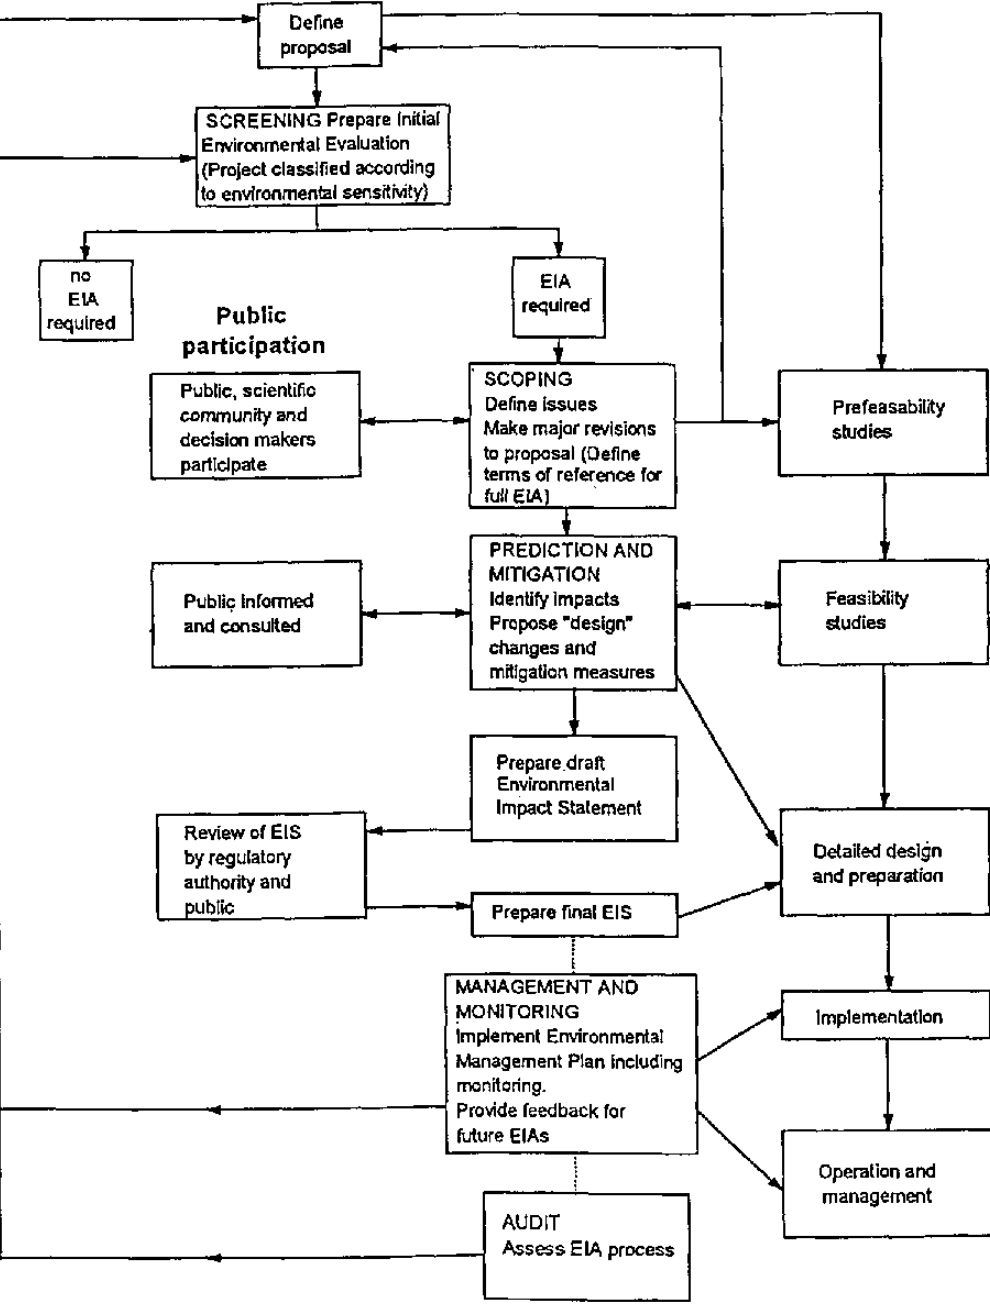 Define
proposal
SCREENING Prepare Initial
Environmental Evaluation
(Project classified according
to environmental sensitivity)
no
EIA
required
EIA
required
Public
participation
Public, scientific
community and
decision makers
participate
SCOPING
Define issues
Make major revisions
to proposal (Define
terms of reference for
full EIA)
Prefeasability
studies
Public informed
and consulted
PREDICTION AND
MITIGATION
Identify impacts
Propose "design"
changes and
mitigation measures
Feasibility
studies
Prepare draft
Environmental
Impact Statement
Review of EIS
by regulatory
authority and
public
Detailed design
and preparation
Prepare final EIS
MANAGEMENT AND
MONITORING
Implement Environmental
Management Plan including
monitoring.
Provide feedback for
future EIAs
Implementation
Operation and
management
AUDIT
Assess EIA process